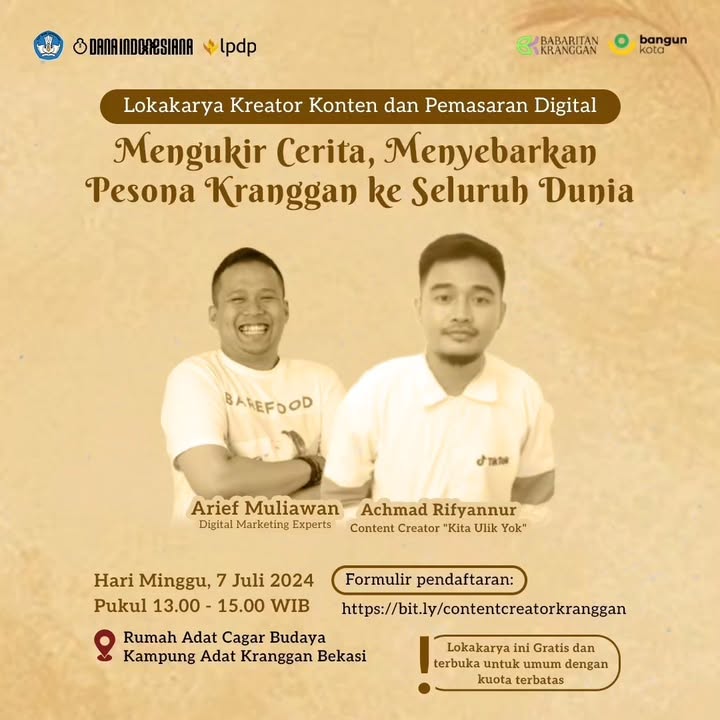 DANA INDONESIANA
lpdp
BABARITAN
KRANGGAN
bangun
kota
Lokakarya Kreator Konten dan Pemasaran Digital
Mengukir Cerita, Menyebarkan
Pesona Kranggan ke Seluruh Dunia
BAREFOOD
TikTok
Arief Muliawan
Digital Marketing Experts
Achmad Rifyannur
Content Creator "Kita Ulik Yok"
Hari Minggu, 7 Juli 2024
Pukul 13.00 - 15.00 WIB
Formulir pendaftaran:
https://bit.ly/contentcreatorkranggan
Rumah Adat Cagar Budaya
Kampung Adat Kranggan Bekasi
! Lokakarya ini Gratis dan
terbuka untuk umum dengan
kuota terbatas